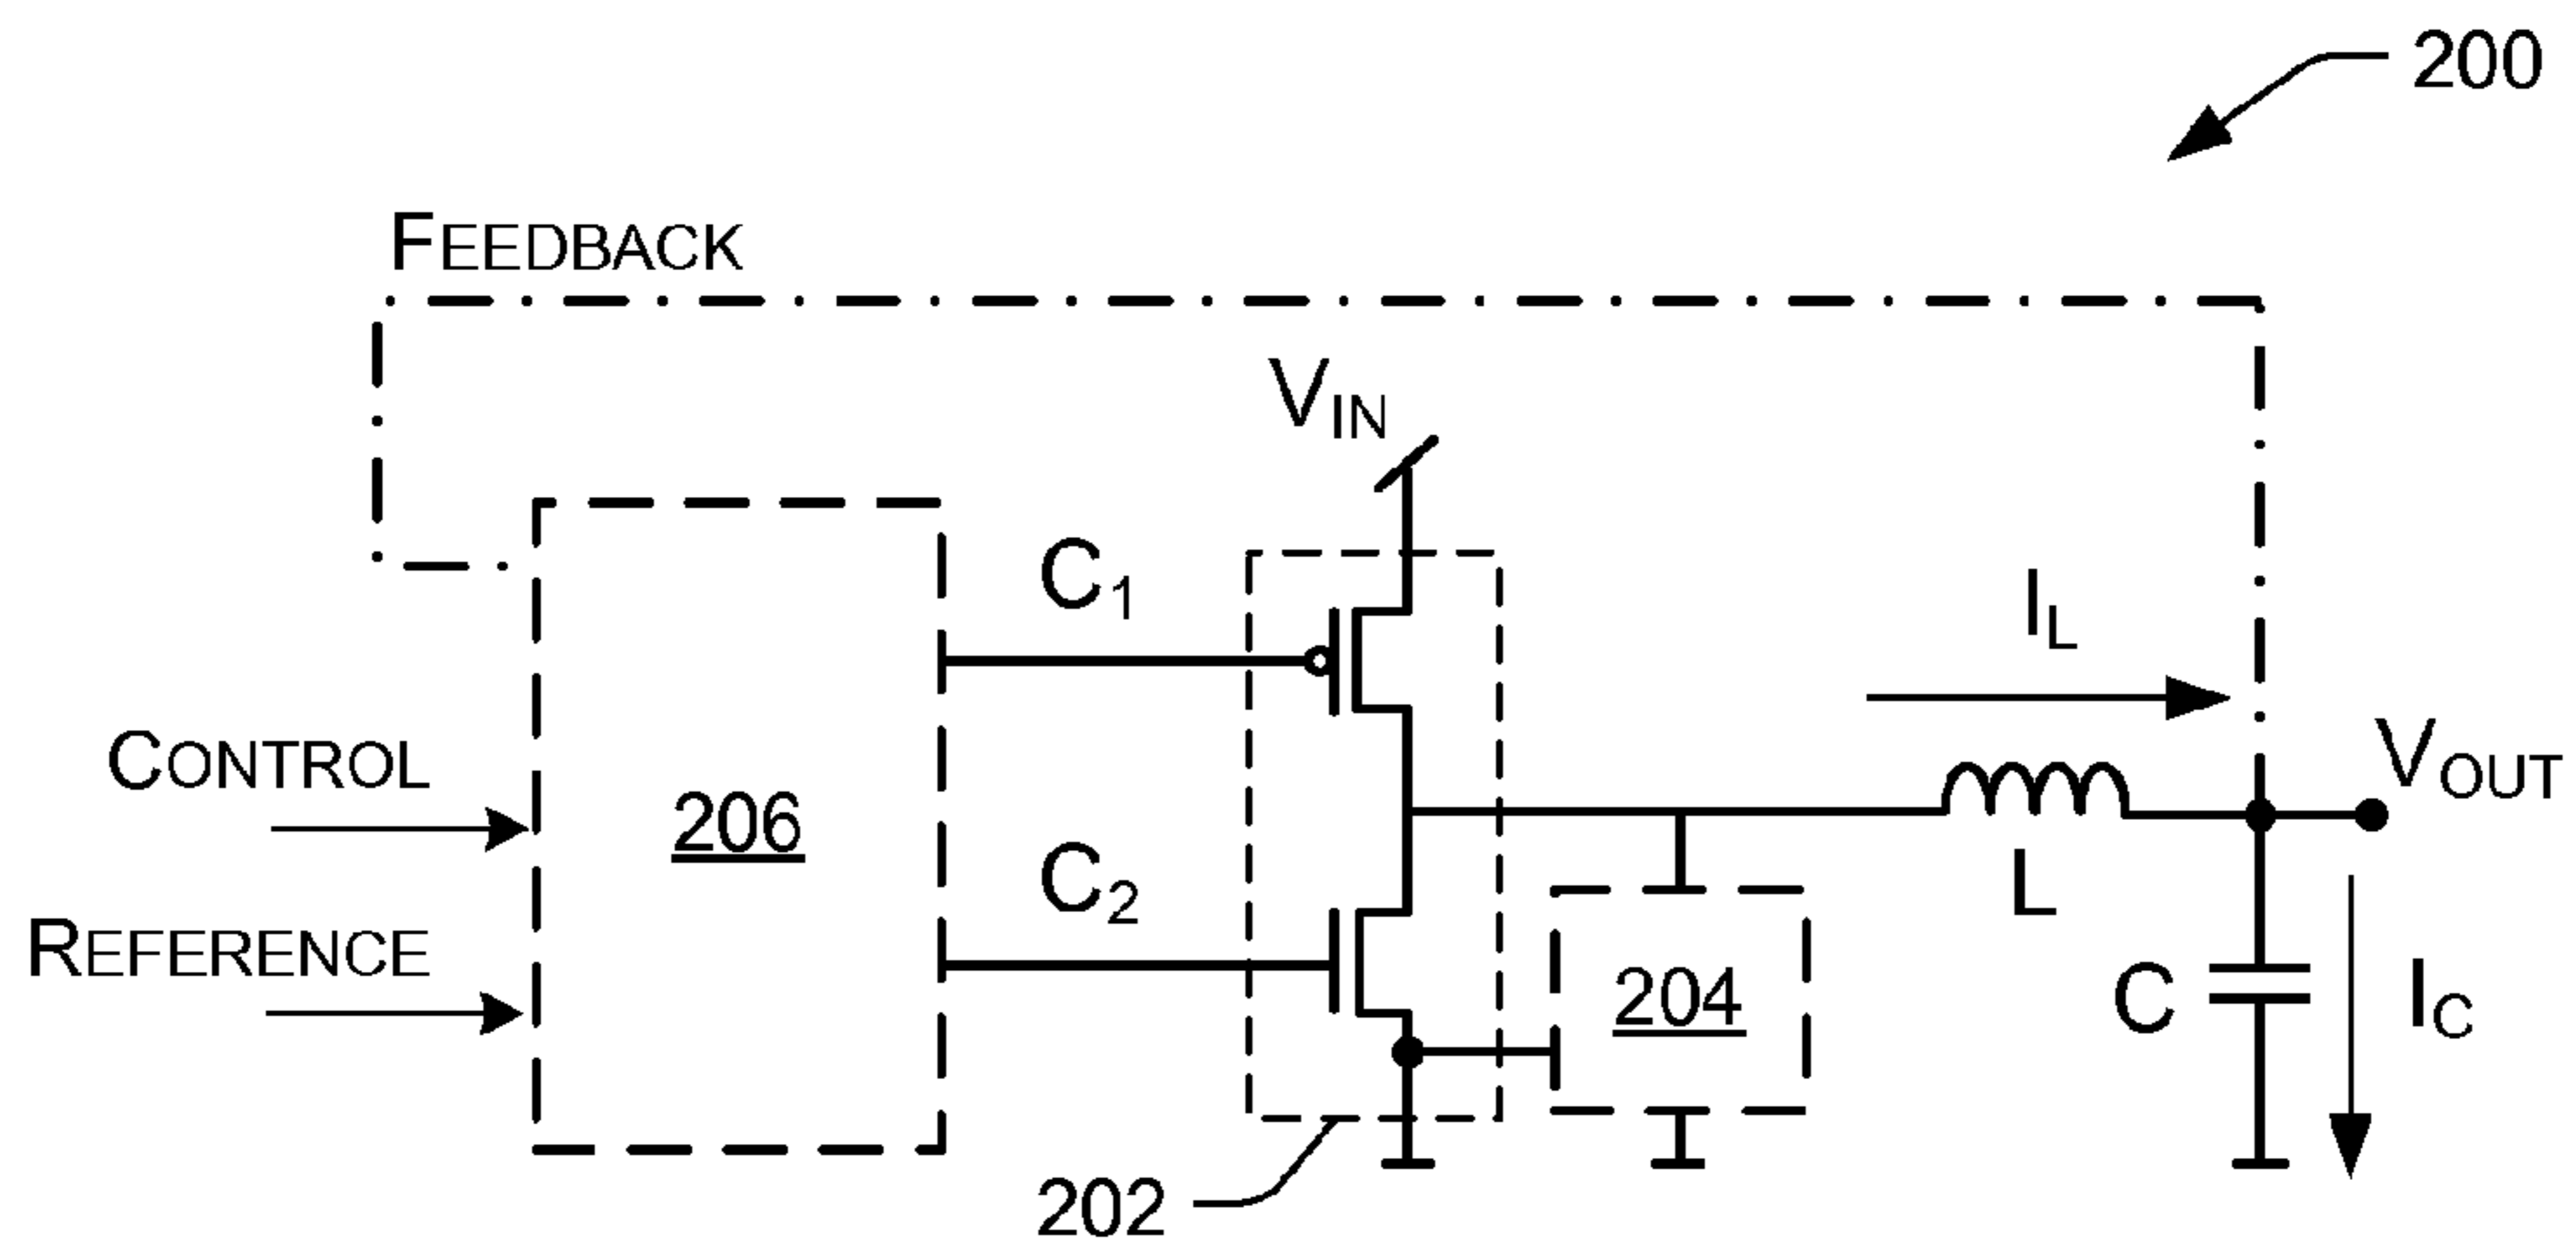 200
FEEDBACK
VIN
C1
IL
CONTROL
VOUT
206
C2
L
REFERENCE
204
C
IC
202